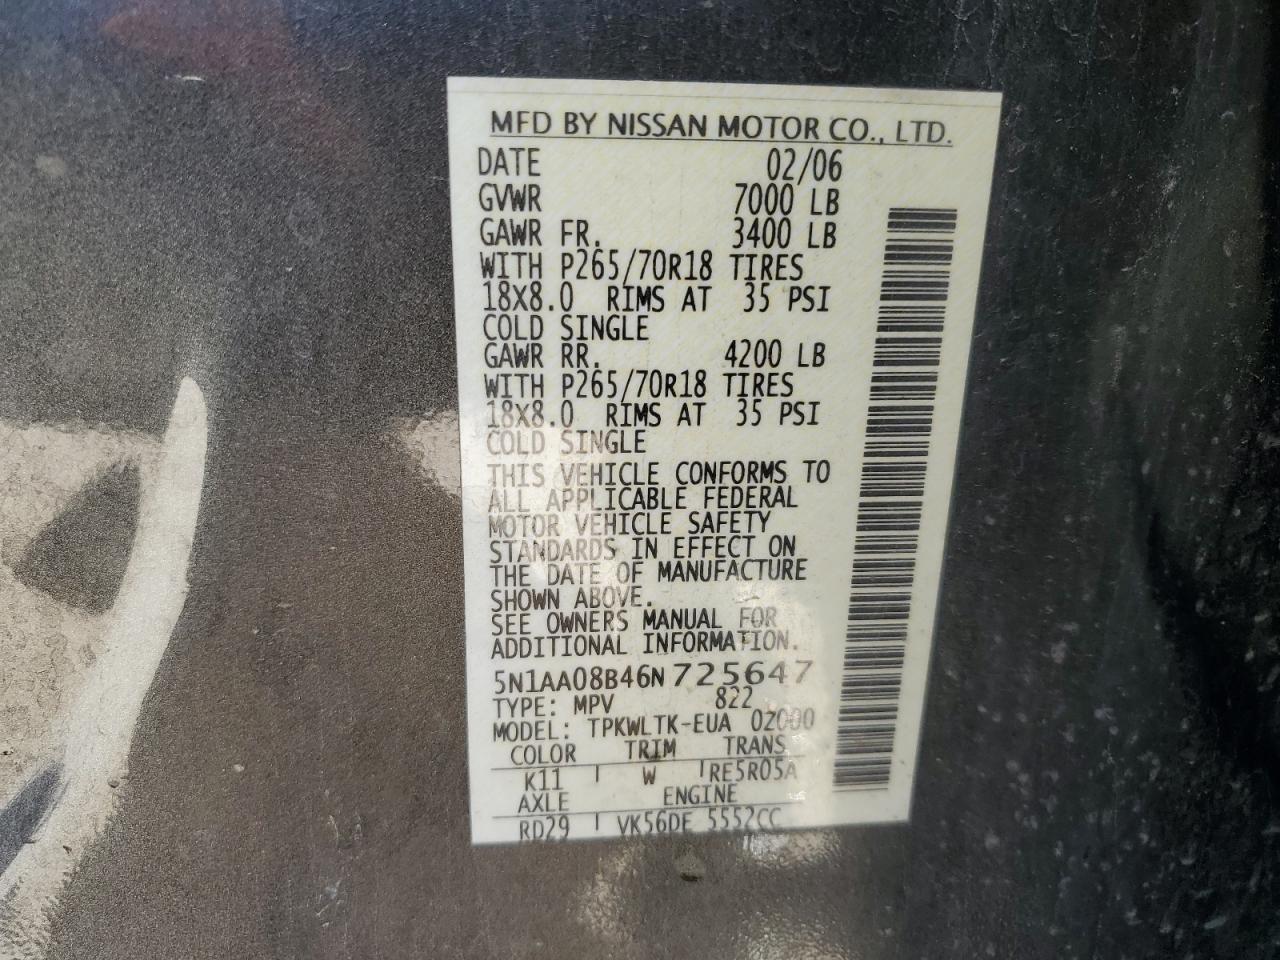 MFD BY NISSAN MOTOR CO., LTD.
DATE 02/06
GVWR 7000 LB
GAWR FR. 3400 LB
WITH P265/70R18 TIRES
18X8.0 RIMS AT 35 PSI
COLD SINGLE
GAWR RR. 4200 LB
WITH P265/70R18 TIRES
18X8.0 RIMS AT 35 PSI
COLD SINGLE
THIS VEHICLE CONFORMS TO
ALL APPLICABLE FEDERAL
MOTOR VEHICLE SAFETY
STANDARDS IN EFFECT ON
THE DATE OF MANUFACTURE
SHOWN ABOVE.
SEE OWNERS MANUAL FOR
ADDITIONAL INFORMATION.
5N1AA08B46N725647
TYPE: MPV 822
MODEL: TPKWLTK-EUA 02000
COLOR TRIM TRANS
K11 W RE5R05A
AXLE ENGINE
RD29 VK56DE 5552CC